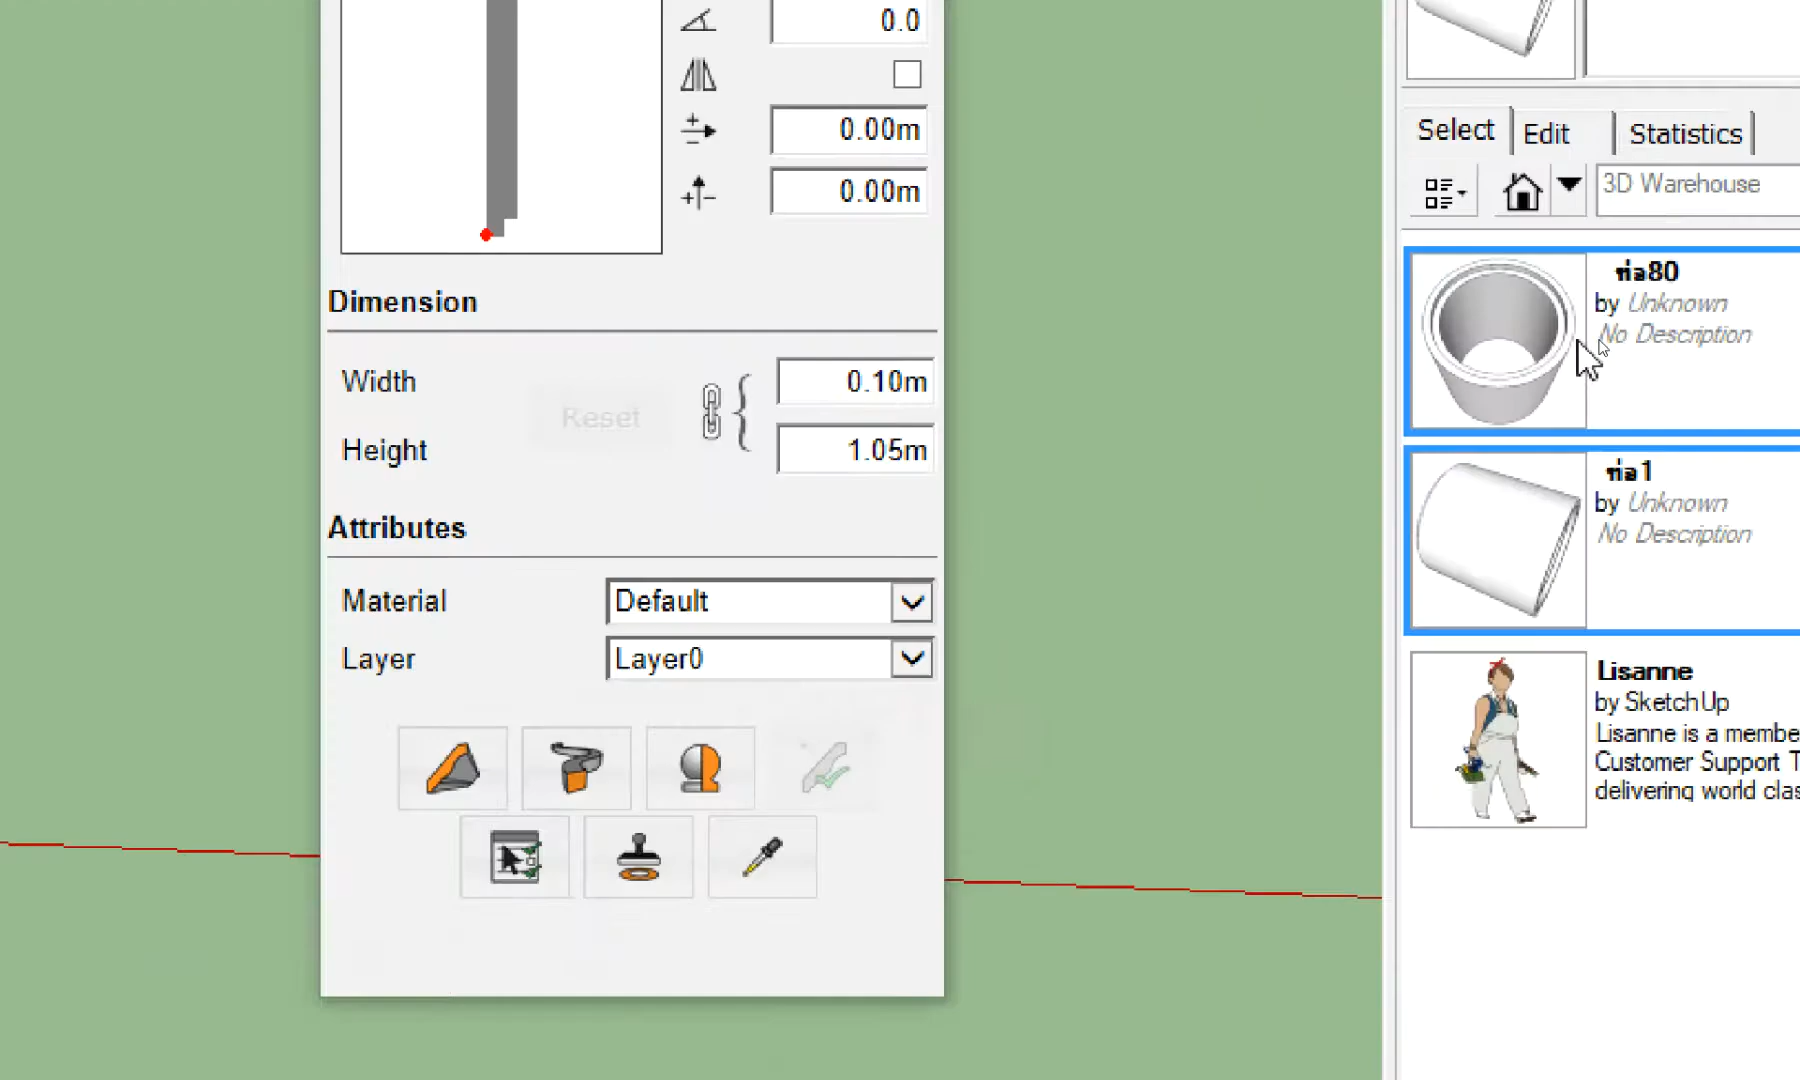 0.0
0.00m
0.00m
Dimension
Width
0.10m
Reset
Height
1.05m
Attributes
Material
Default
Layer
Layer0
Select
Edit
Statistics
3D Warehouse
ท่อ80
by Unknown
No Description
ท่อ1
by Unknown
No Description
Lisanne
by SketchUp
Lisanne is a membe
Customer Support T
delivering world clas